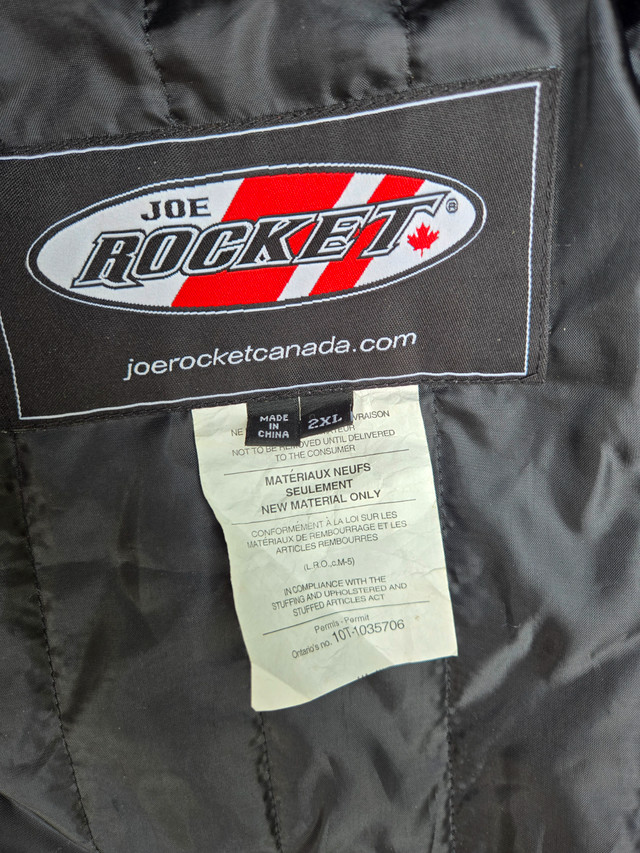 JOE
ROCKET®
joerocketcanada.com
MADE
IN
CHINA
2XL
NE
NOT TO BE REMOVED UNTIL DELIVERED
TO THE CONSUMER
MATÉRIAUX NEUFS
SEULEMENT
NEW MATERIAL ONLY
CONFORMÉMENT À LA LOI SUR LES
MATÉRIAUX DE REMBOURRAGE ET LES
ARTICLES REMBOURRES
(L.R.O.,c.M-5)
IN COMPLIANCE WITH THE
STUFFING AND UPHOLSTERED AND
STUFFED ARTICLES ACT
Permis - Permit
Ontario's no. 10T-1035706